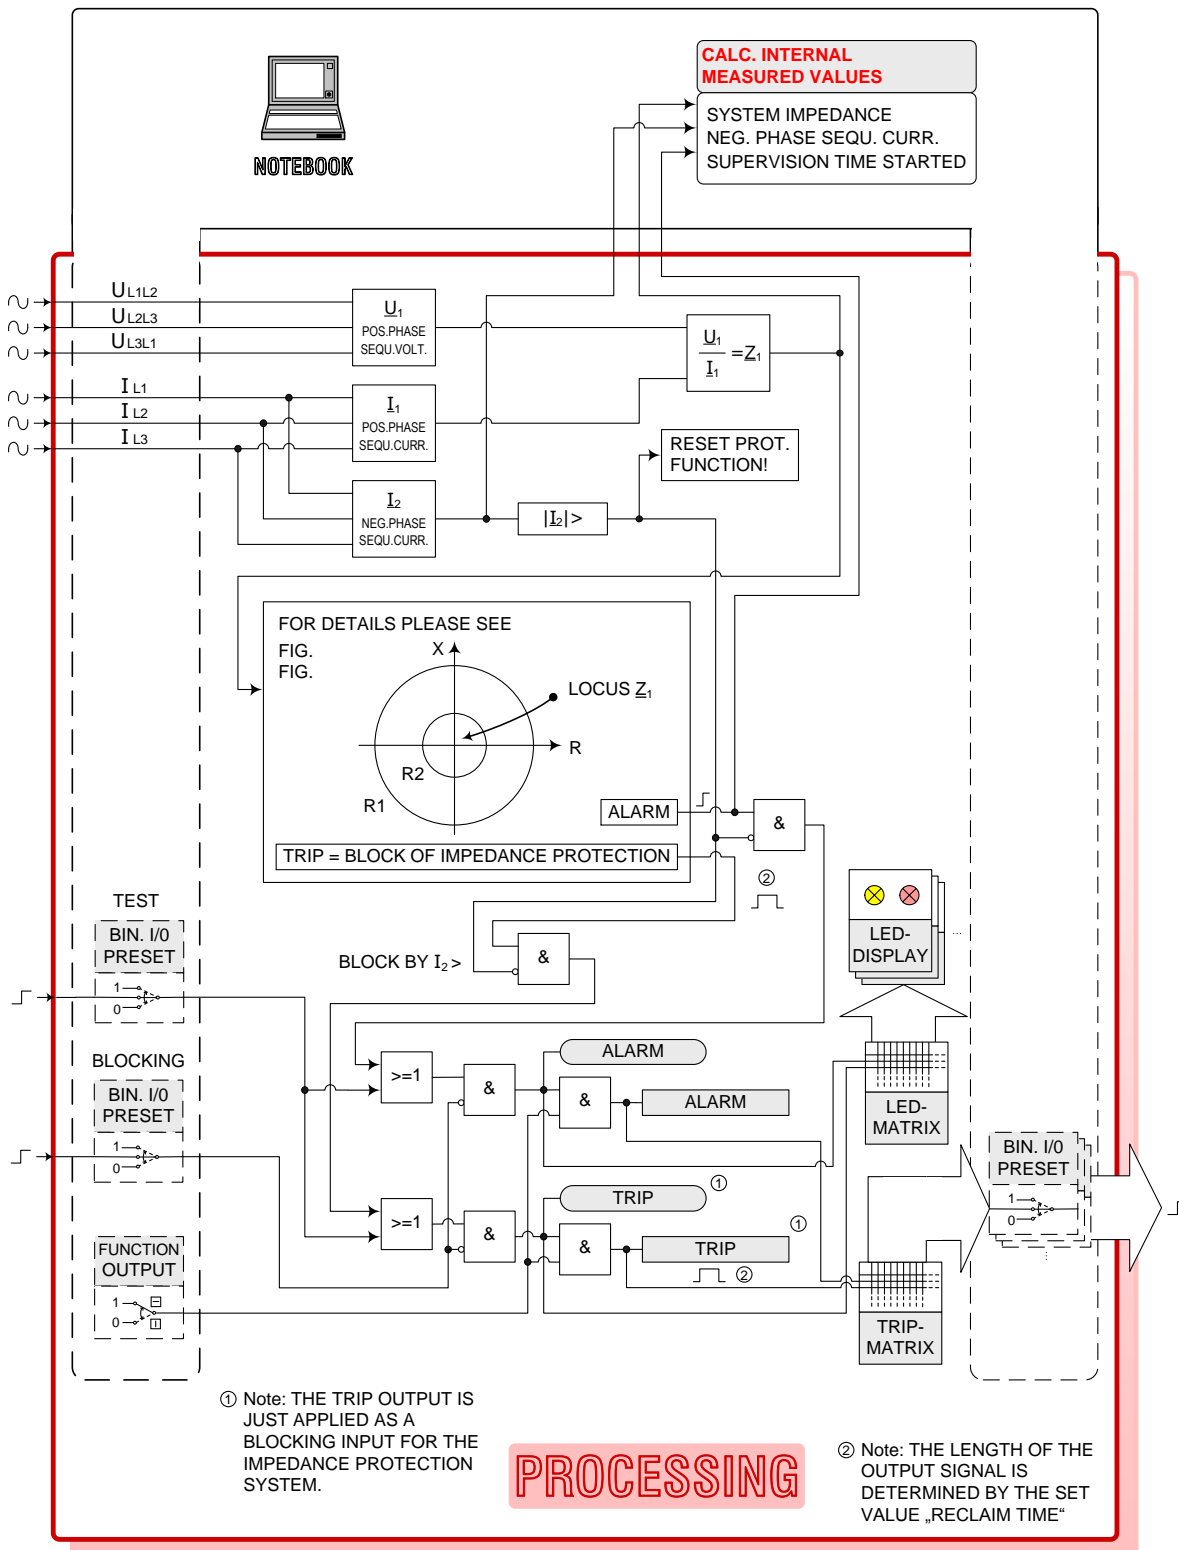 CALC. INTERNAL
MEASURED VALUES
SYSTEM IMPEDANCE
NEG. PHASE SEQU. CURR.
SUPERVISION TIME STARTED
NOTEBOOK
UL1L2
UL2L3
UL3L1
IL1
IL2
IL3
U1
POS.PHASE
SEQU.VOLT.
I1
POS.PHASE
SEQU.CURR.
I2
NEG.PHASE
SEQU.CURR.
U1
I1
=Z1
RESET PROT.
FUNCTION!
|I2|>
FOR DETAILS PLEASE SEE
FIG.
FIG.
X
LOCUS Z1
R
R2
R1
ALARM
&
TRIP = BLOCK OF IMPEDANCE PROTECTION
②
TEST
BIN. I/0
PRESET
1
0
BLOCK BY I2>
&
LED-
DISPLAY
...
BLOCKING
BIN. I/0
PRESET
1
0
>=1
&
ALARM
&
ALARM
LED-
MATRIX
BIN. I/0
PRESET
1
0
...
>=1
&
TRIP
①
&
TRIP
①
②
FUNCTION
OUTPUT
1
0
TRIP-
MATRIX
① Note: THE TRIP OUTPUT IS
JUST APPLIED AS A
BLOCKING INPUT FOR THE
IMPEDANCE PROTECTION
SYSTEM.
PROCESSING
② Note: THE LENGTH OF THE
OUTPUT SIGNAL IS
DETERMINED BY THE SET
VALUE „RECLAIM TIME“